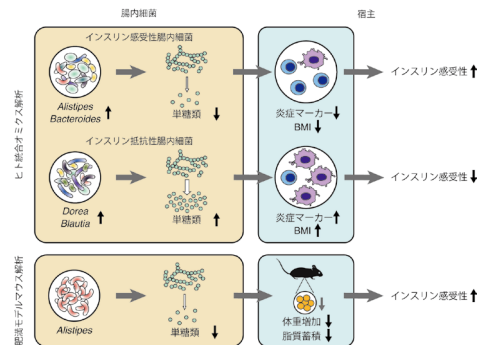 腸内細菌
宿主
ヒト統合オミクス解析
インスリン感受性腸内細菌
Alistipes ↑
Bacteroides
単糖類 ↓
炎症マーカー↓
BMI ↓
インスリン感受性 ↑
インスリン抵抗性腸内細菌
Dorea ↑
Blautia
単糖類 ↑
炎症マーカー↑
BMI ↑
インスリン感受性 ↓
肥満モデルマウス解析
Alistipes
単糖類 ↓
体重増加 ↓
脂質蓄積 ↓
インスリン感受性 ↑